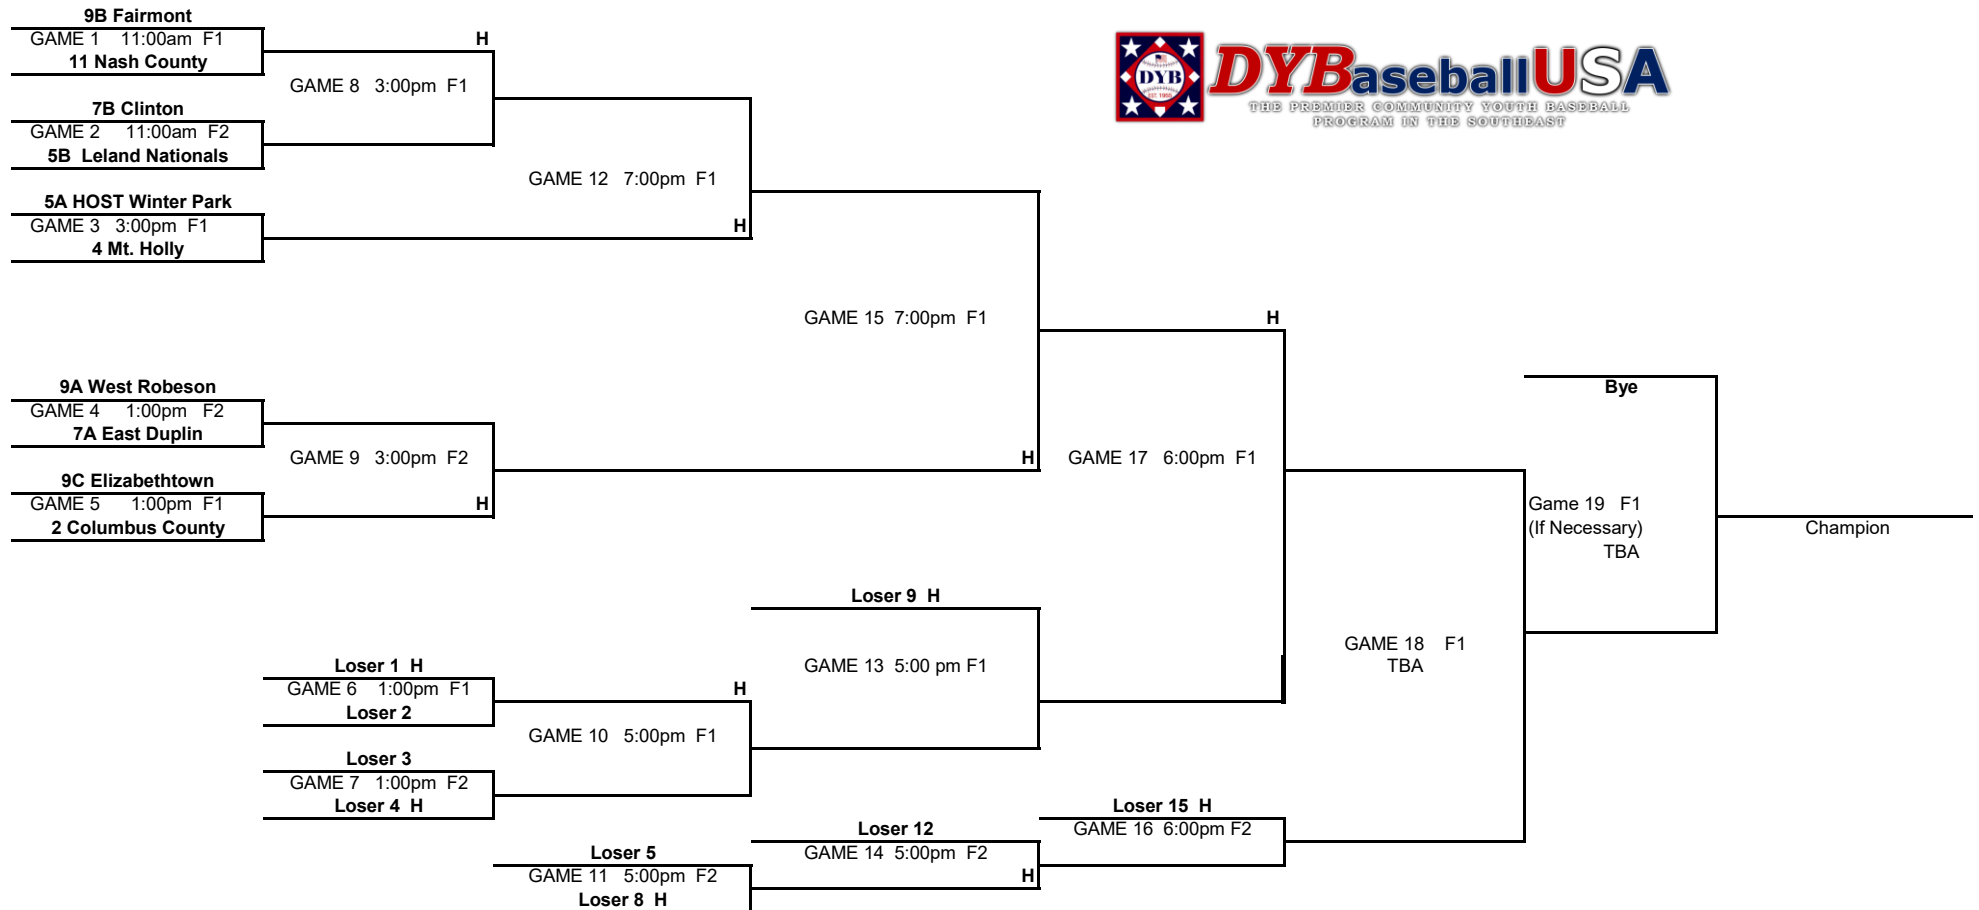 9B Fairmont
GAME 1 11:00am F1
11 Nash County
H
GAME 8 3:00pm F1
7B Clinton
GAME 2 11:00am F2
5B Leland Nationals
GAME 12 7:00pm F1
5A HOST Winter Park
GAME 3 3:00pm F1
4 Mt. Holly
H
DYB
EST. 1955
DYBaseballUSA
THE PREMIER COMMUNITY YOUTH BASEBALL
PROGRAM IN THE SOUTHEAST
GAME 15 7:00pm F1
H
9A West Robeson
GAME 4 1:00pm F2
7A East Duplin
GAME 9 3:00pm F2
H
GAME 17 6:00pm F1
9C Elizabethtown
GAME 5 1:00pm F1
2 Columbus County
H
Bye
Game 19 F1
(If Necessary)
TBA
Champion
Loser 9 H
GAME 13 5:00 pm F1
GAME 18 F1
TBA
Loser 1 H
GAME 6 1:00pm F1
Loser 2
H
GAME 10 5:00pm F1
Loser 3
GAME 7 1:00pm F2
Loser 4 H
Loser 15 H
GAME 16 6:00pm F2
Loser 12
GAME 14 5:00pm F2
H
Loser 5
GAME 11 5:00pm F2
Loser 8 H